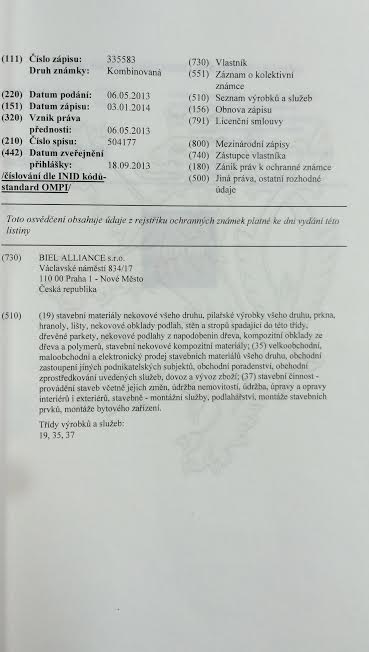 (111) Číslo zápisu: 335583
Druh známky: Kombinovaná
(220) Datum podání: 06.05.2013
(151) Datum zápisu: 03.01.2014
(320) Vznik práva
přednosti: 06.05.2013
(210) Číslo spisu: 504177
(442) Datum zveřejnění
přihlášky: 18.09.2013
/číslování dle INID kódů-
standard OMPI/
(730) Vlastník
(551) Záznam o kolektivní
známce
(510) Seznam výrobků a služeb
(156) Obnova zápisu
(791) Licenční smlouvy
(800) Mezinárodní zápisy
(740) Zástupce vlastníka
(180) Zánik práv k ochranné známce
(500) Jiná práva, ostatní rozhodné
údaje
Toto osvědčení obsahuje údaje z rejstříku ochranných známek platné ke dni vydání této
listiny
(730) BIEL ALLIANCE s.r.o.
Václavské náměstí 834/17
110 00 Praha 1 - Nové Město
Česká republika
(510) (19) stavební materiály nekovové všeho druhu, pilařské výrobky všeho druhu, prkna,
hranoly, lišty, nekovové obklady podlah, stěn a stropů spadající do této třídy,
dřevěné parkety, nekovové podlahy z napodobenin dřeva, kompozitní obklady ze
dřeva a polymerů, stavební nekovové kompozitní materiály; (35) velkoobchodní,
maloobchodní a elektronický prodej stavebních materiálů všeho druhu, obchodní
zastoupení jiných podnikatelských subjektů, obchodní poradenství, obchodní
zprostředkování uvedených služeb, dovoz a vývoz zboží; (37) stavební činnost -
provádění staveb včetně jejich změn, údržba nemovitostí, údržba, úpravy a opravy
interiérů i exteriérů, stavebně - montážní služby, podlahářství, montáže stavebních
prvků, montáže bytového zařízení.
Třídy výrobků a služeb:
19, 35, 37